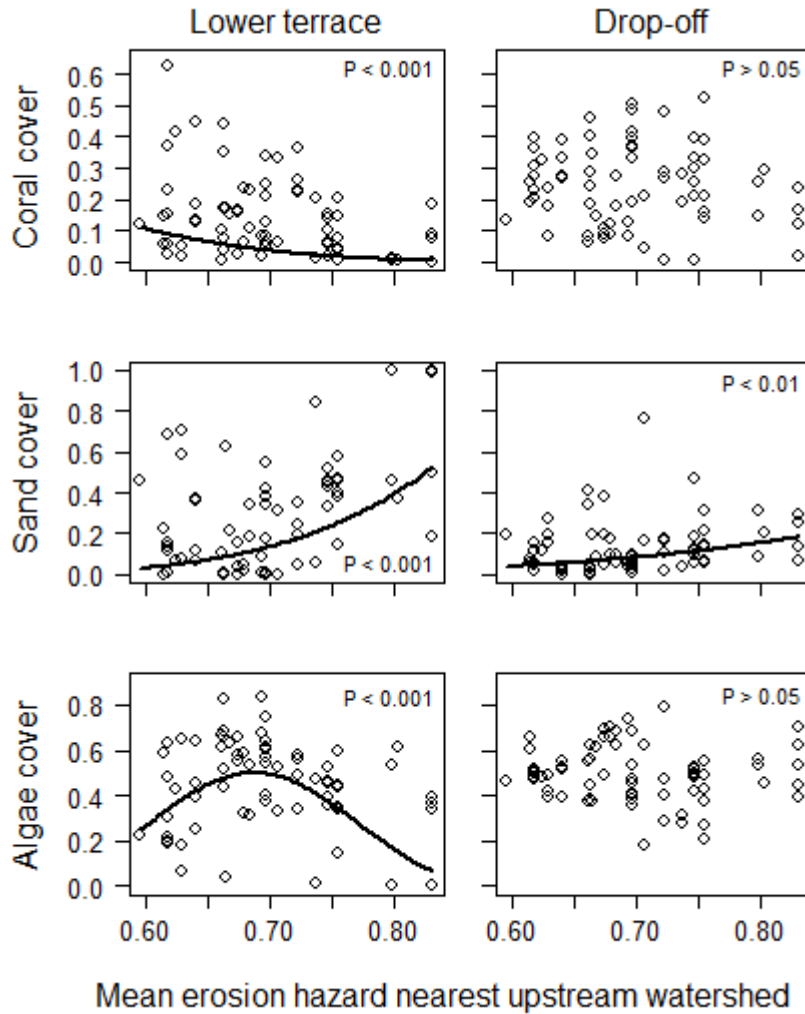 Lower terrace Drop-off
Coral cover
0.6
0.5
0.4
0.3
0.2
0.1
0.0
P < 0.001
P > 0.05
Sand cover
1.0
0.8
0.6
0.4
0.2
0.0
P < 0.001
P < 0.01
Algae cover
0.8
0.6
0.4
0.2
0.0
P < 0.001
P > 0.05
0.60 0.70 0.80 0.60 0.70 0.80
Mean erosion hazard nearest upstream watershed